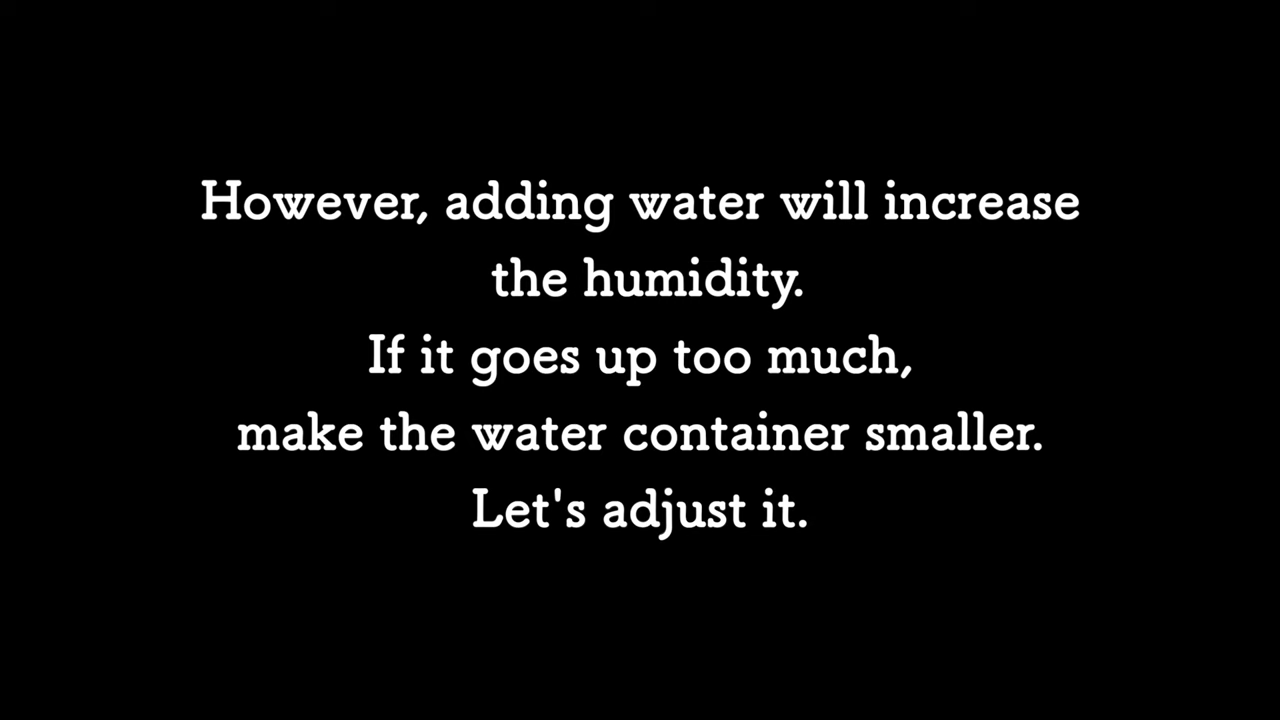 However, adding water will increase
the humidity.
If it goes up too much,
make the water container smaller.
Let's adjust it.